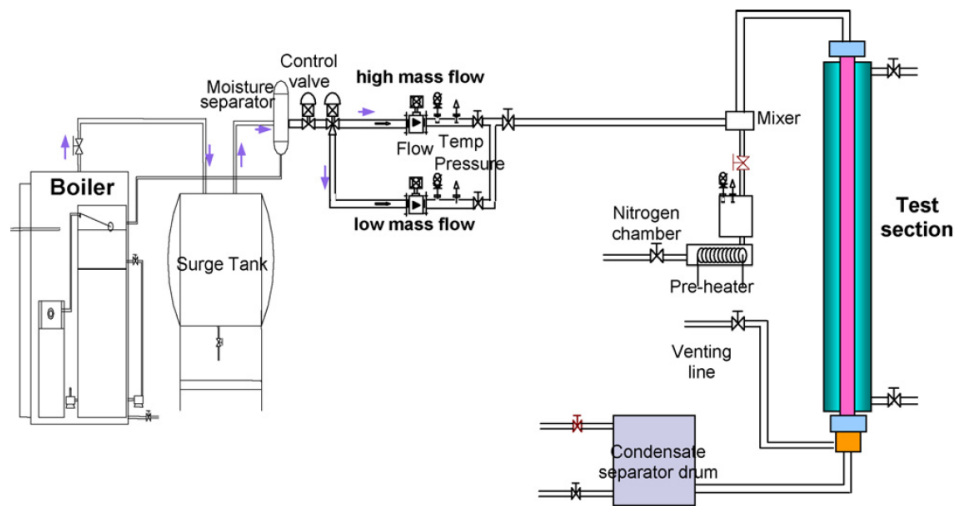 Control
valve
Moisture
separator
high mass flow
Flow
Temp
Pressure
low mass flow
Boiler
Surge Tank
Mixer
Nitrogen
chamber
Pre-heater
Test
section
Venting
line
Condensate
separator drum